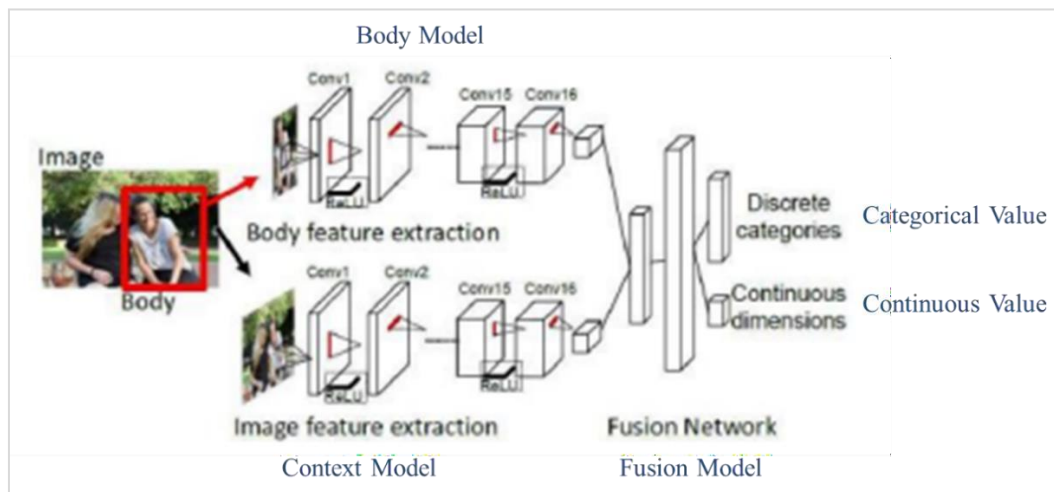 Body Model
Conv1
Conv2
Conv15
Conv16
Image
ReLU
ReLU
Body feature extraction
Discrete
categories
Categorical Value
Body
Conv1
Conv2
Conv15
Conv16
Continuous
dimensions
Continuous Value
ReLU
ReLU
Image feature extraction
Fusion Network
Context Model
Fusion Model